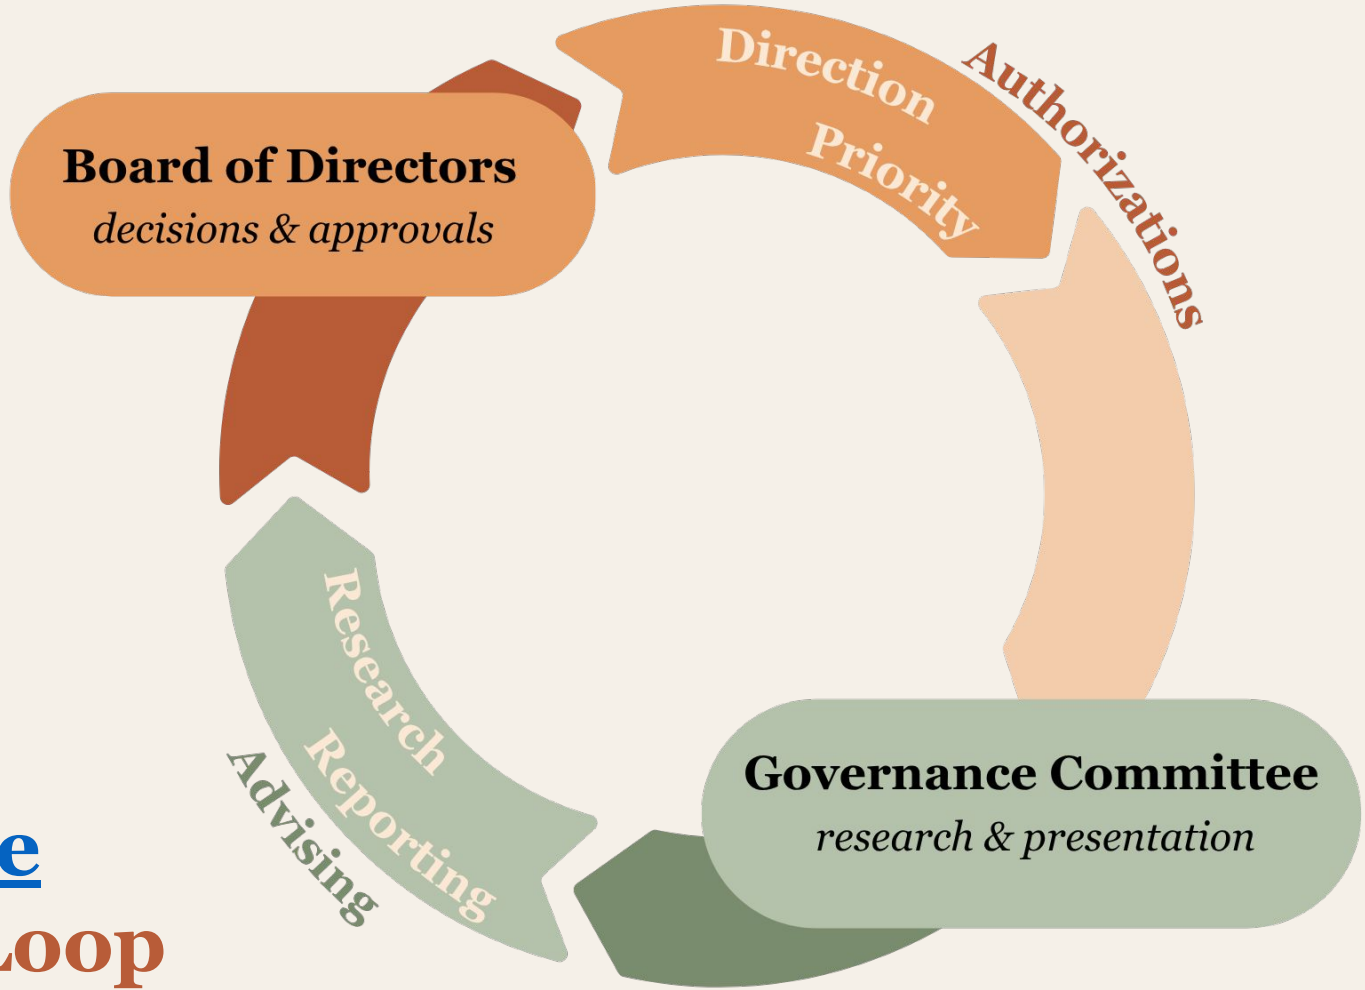 Direction
Priority
Authorizations
Board of Directors
decisions & approvals
Research
Reporting
Advising
Governance Committee
research & presentation
e
Loop